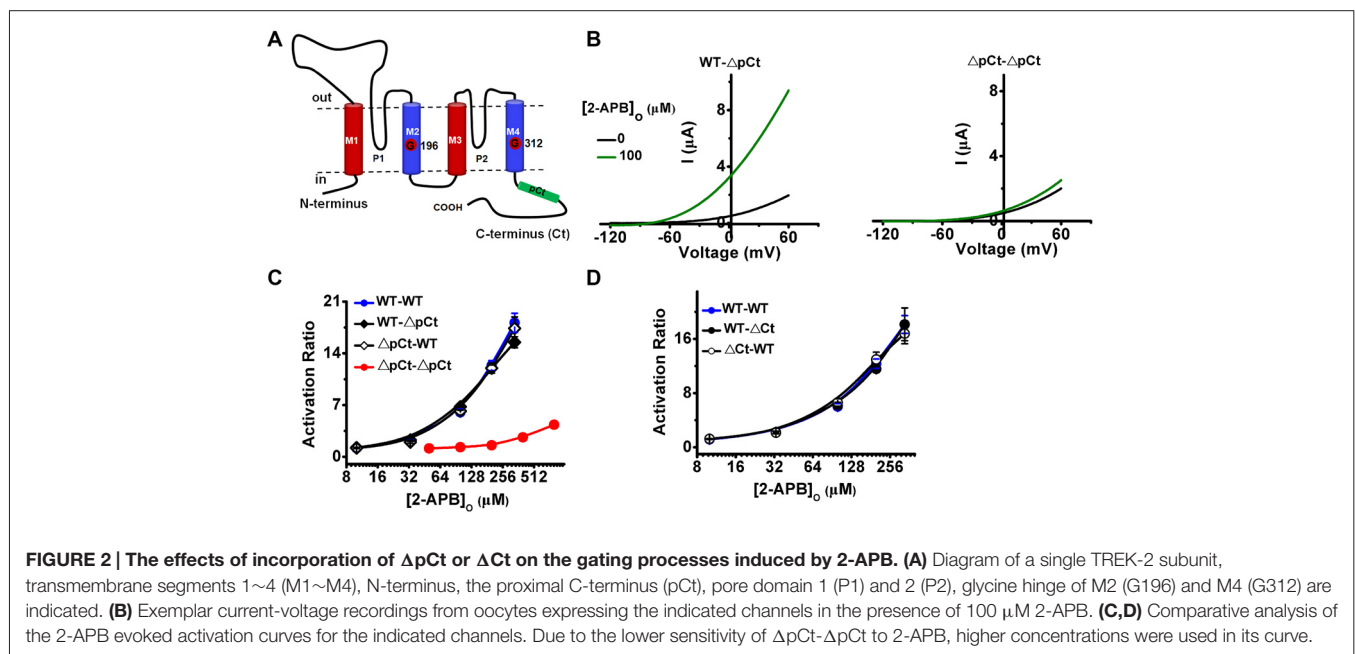 A
out
in
M1
M2
M3
M4
G
196
G
312
P1
P2
pCt
N-terminus
COOH
C-terminus (Ct)
B
WT-△pCt
[2-APB]O (μM)
0
100
I (μA)
8
4
0
-120
-60
0
60
Voltage (mV)
△pCt-△pCt
I (μA)
8
4
0
-120
-60
0
60
Voltage (mV)
C
WT-WT
WT-△pCt
△pCt-WT
△pCt-△pCt
Activation Ratio
21
14
7
0
8
16
32
64
128
256
512
[2-APB]O (μM)
D
WT-WT
WT-△Ct
△Ct-WT
Activation Ratio
16
8
0
8
16
32
64
128
256
[2-APB]O (μM)
FIGURE 2 | The effects of incorporation of ΔpCt or ΔCt on the gating processes induced by 2-APB. (A) Diagram of a single TREK-2 subunit,
transmembrane segments 1~4 (M1~M4), N-terminus, the proximal C-terminus (pCt), pore domain 1 (P1) and 2 (P2), glycine hinge of M2 (G196) and M4 (G312) are
indicated. (B) Exemplar current-voltage recordings from oocytes expressing the indicated channels in the presence of 100 μM 2-APB. (C,D) Comparative analysis of
the 2-APB evoked activation curves for the indicated channels. Due to the lower sensitivity of ΔpCt-ΔpCt to 2-APB, higher concentrations were used in its curve.